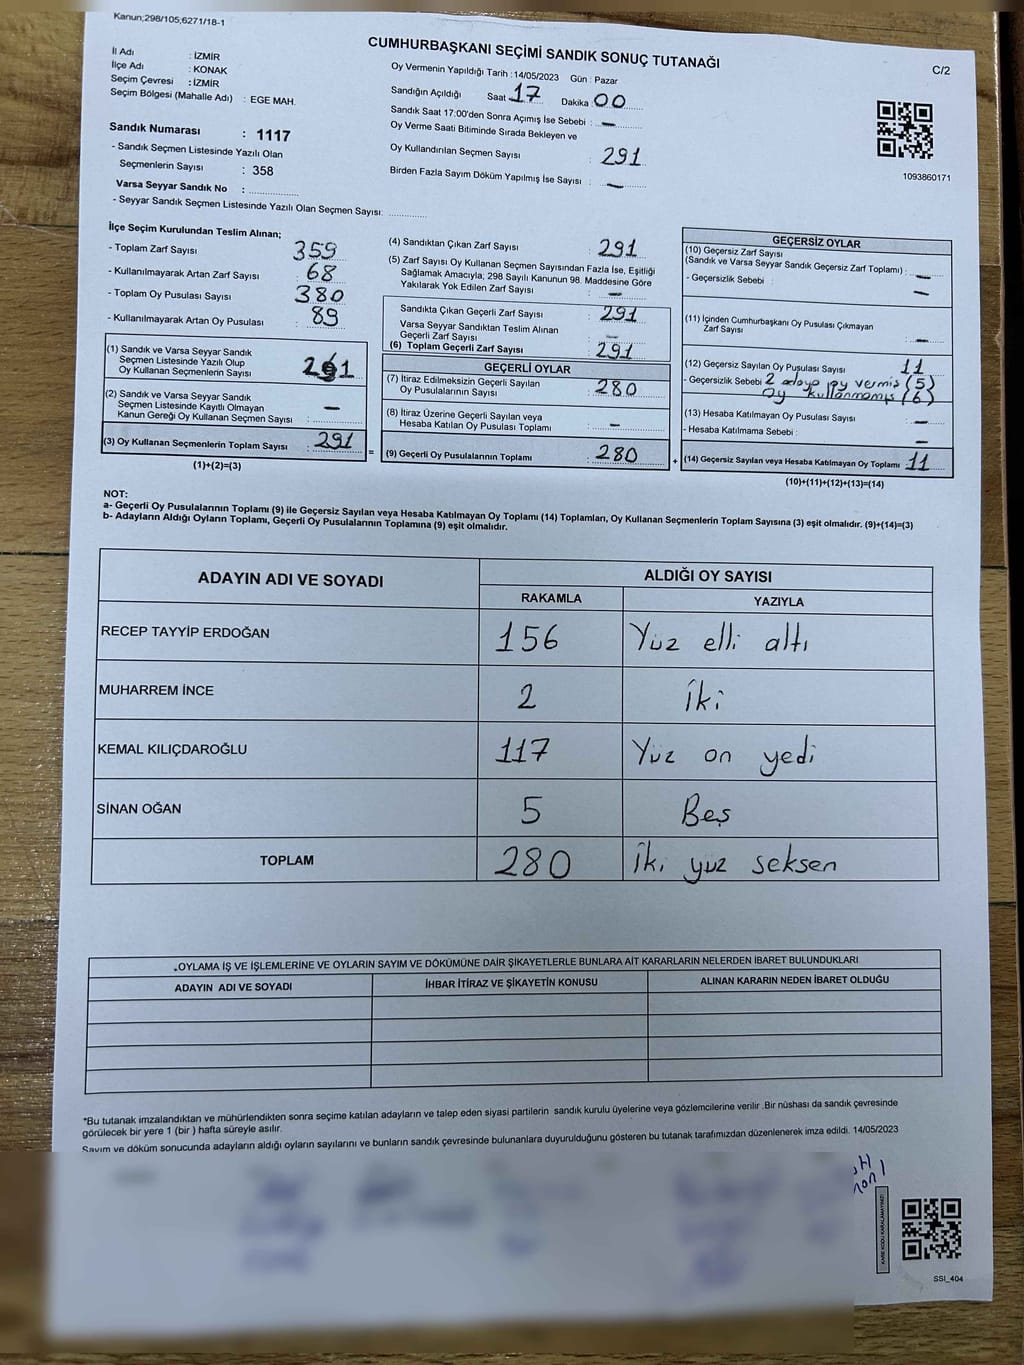 Kanun;298/105;6271/18-1
CUMHURBAŞKANI SEÇİMİ SANDIK SONUÇ TUTANAĞI
C/2
İl Adı : İZMİR
İlçe Adı : KONAK
Seçim Çevresi : İZMİR
Seçim Bölgesi (Mahalle Adı) : EGE MAH.
Sandık Numarası : 1117
- Sandık Seçmen Listesinde Yazılı Olan
Seçmenlerin Sayısı : 358
Varsa Seyyar Sandık No :
- Seyyar Sandık Seçmen Listesinde Yazılı Olan Seçmen Sayısı:
Oy Vermenin Yapıldığı Tarih : 14/05/2023 Gün : Pazar
Sandığın Açıldığı Saat 17 Dakika 00
Sandık Saat 17:00'den Sonra Açımış İse Sebebi : —
Oy Verme Saati Bitiminde Sırada Bekleyen ve
Oy Kullandırılan Seçmen Sayısı : 291
Birden Fazla Sayım Döküm Yapılmış İse Sayısı : —
1093860171
İlçe Seçim Kurulundan Teslim Alınan;
- Toplam Zarf Sayısı : 359
- Kullanılmayarak Artan Zarf Sayısı : 68
- Toplam Oy Pusulası Sayısı : 380
- Kullanılmayarak Artan Oy Pusulası : 89
(1) Sandık ve Varsa Seyyar Sandık
Seçmen Listesinde Yazılı Olup
Oy Kullanan Seçmenlerin Sayısı : 291
(2) Sandık ve Varsa Seyyar Sandık
Seçmen Listesinde Kayıtlı Olmayan
Kanun Gereği Oy Kullanan Seçmen Sayısı : —
(3) Oy Kullanan Seçmenlerin Toplam Sayısı : 291
(1)+(2)=(3)
(4) Sandıktan Çıkan Zarf Sayısı : 291
(5) Zarf Sayısı Oy Kullanan Seçmen Sayısından Fazla İse, Eşitliği
Sağlamak Amacıyla; 298 Sayılı Kanunun 98. Maddesine Göre
Yakılarak Yok Edilen Zarf Sayısı : —
Sandıkta Çıkan Geçerli Zarf Sayısı : 291
Varsa Seyyar Sandıktan Teslim Alınan
Geçerli Zarf Sayısı : —
(6) Toplam Geçerli Zarf Sayısı : 291
GEÇERLİ OYLAR
(7) İtiraz Edilmeksizin Geçerli Sayılan
Oy Pusulalarının Sayısı : 280
(8) İtiraz Üzerine Geçerli Sayılan veya
Hesaba Katılan Oy Pusulası Toplamı : —
= (9) Geçerli Oy Pusulalarının Toplamı : 280
GEÇERSİZ OYLAR
(10) Geçersiz Zarf Sayısı
(Sandık ve Varsa Seyyar Sandık Geçersiz Zarf Toplamı) : —
- Geçersizlik Sebebi : —
(11) İçinden Cumhurbaşkanı Oy Pusulası Çıkmayan
Zarf Sayısı : —
(12) Geçersiz Sayılan Oy Pusulası Sayısı : 11
- Geçersizlik Sebebi 2 adaya oy vermiş (5)
Oy kullanmamış (6)
(13) Hesaba Katılmayan Oy Pusulası Sayısı : —
- Hesaba Katılmama Sebebi : —
+ (14) Geçersiz Sayılan veya Hesaba Katılmayan Oy Toplamı : 11
(10)+(11)+(12)+(13)=(14)
NOT:
a- Geçerli Oy Pusulalarının Toplamı (9) ile Geçersiz Sayılan veya Hesaba Katılmayan Oy Toplamı (14) Toplamları, Oy Kullanan Seçmenlerin Toplam Sayısına (3) eşit olmalıdır. (9)+(14)=(3)
b- Adayların Aldığı Oyların Toplamı, Geçerli Oy Pusulalarının Toplamına (9) eşit olmalıdır.
ADAYIN ADI VE SOYADI ALDIĞI OY SAYISI
RAKAMLA YAZIYLA
RECEP TAYYİP ERDOĞAN 156 Yüz elli altı
MUHARREM İNCE 2 İki
KEMAL KILIÇDAROĞLU 117 Yüz on yedi
SİNAN OĞAN 5 Beş
TOPLAM 280 İki yüz seksen
.OYLAMA İŞ VE İŞLEMLERİNE VE OYLARIN SAYIM VE DÖKÜMÜNE DAİR ŞİKAYETLERLE BUNLARA AİT KARARLARIN NELERDEN İBARET BULUNDUKLARI
ADAYIN ADI VE SOYADI İHBAR İTİRAZ VE ŞİKAYETİN KONUSU ALINAN KARARIN NEDEN İBARET OLDUĞU
*Bu tutanak imzalandıktan ve mühürlendikten sonra seçime katılan adayların ve talep eden siyasi partilerin sandık kurulu üyelerine veya gözlemcilerine verilir .Bir nüshası da sandık çevresinde
görülecek bir yere 1 (bir ) hafta süreyle asılır.
Sayım ve döküm sonucunda adayların aldığı oyların sayılarını ve bunların sandık çevresinde bulunanlara duyurulduğunu gösteren bu tutanak tarafımızdan düzenlenerek imza edildi. 14/05/2023
KARE KODU KARALAMAYINIZ!
SSİ_404